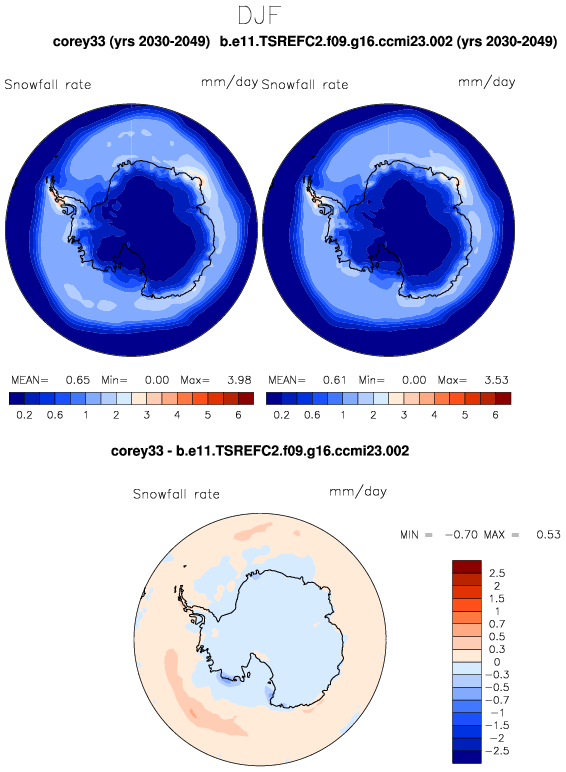 DJF
corey33 (yrs 2030-2049) b.e11.TSREFC2.f09.g16.ccmi23.002 (yrs 2030-2049)
Snowfall rate mm/day Snowfall rate mm/day
MEAN= 0.65 Min= 0.00 Max= 3.98 MEAN= 0.61 Min= 0.00 Max= 3.53
0.2 0.6 1 2 3 4 5 6 0.2 0.6 1 2 3 4 5 6
corey33 - b.e11.TSREFC2.f09.g16.ccmi23.002
Snowfall rate mm/day
MIN = -0.70 MAX = 0.53
2.5
2
1.5
1
0.7
0.5
0.3
0
-0.3
-0.5
-0.7
-1
-1.5
-2
-2.5